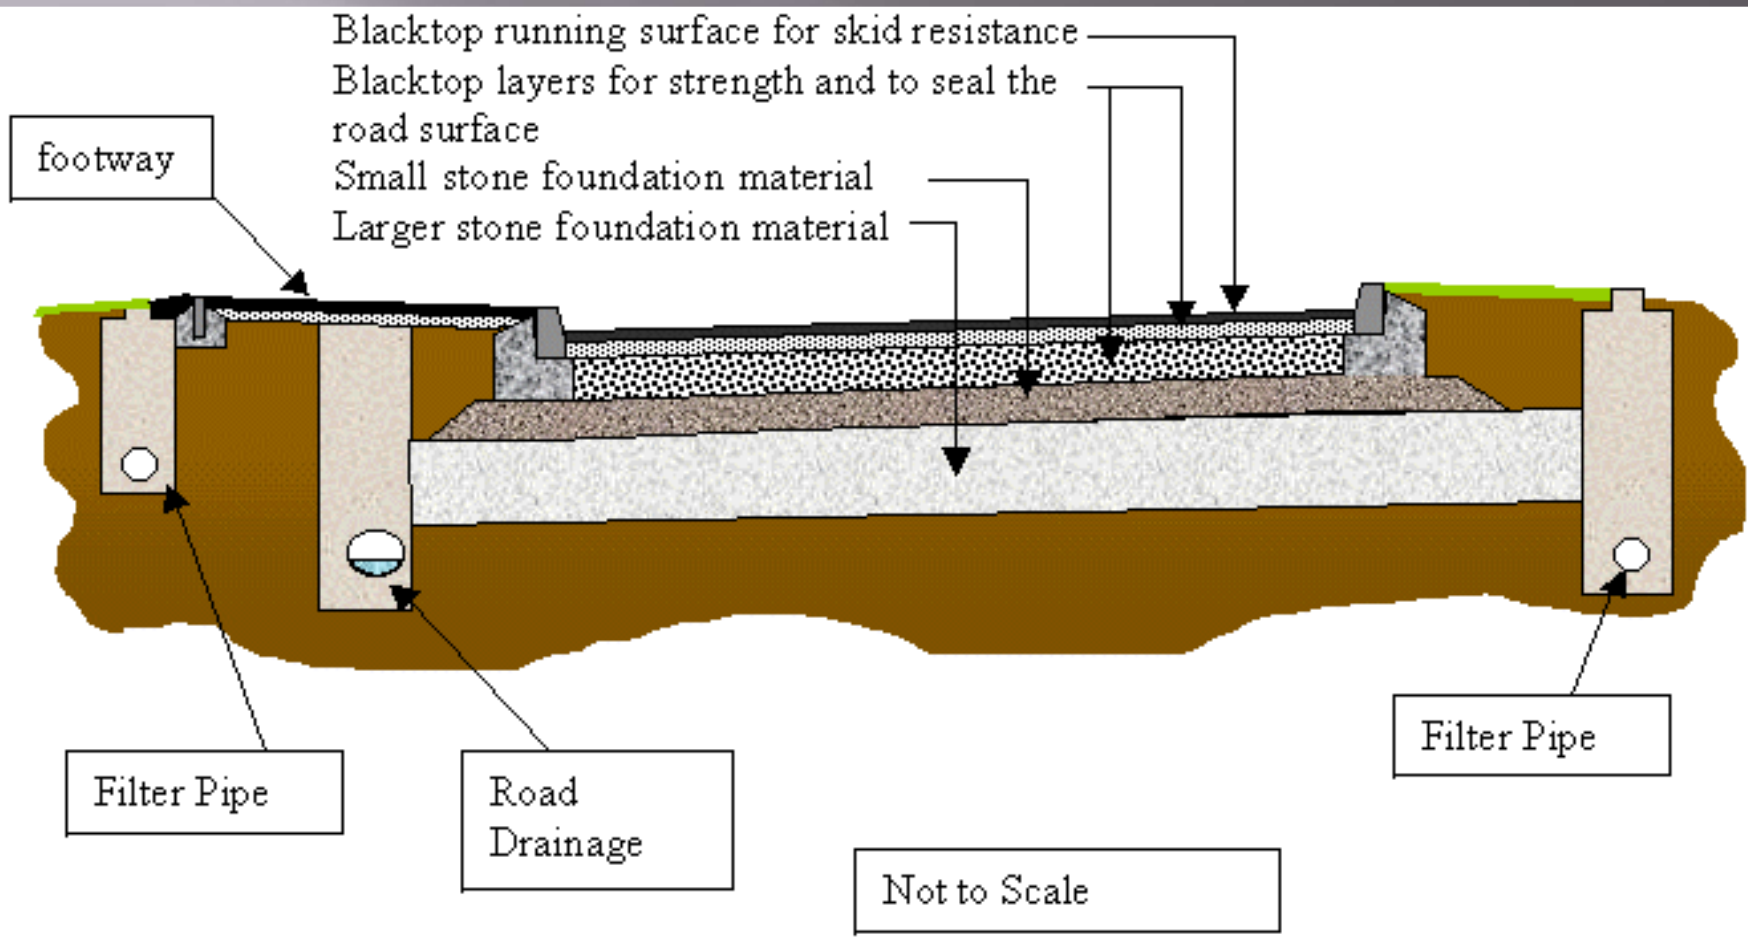 Blacktop running surface for skid resistance
Blacktop layers for strength and to seal the
road surface
Small stone foundation material
Larger stone foundation material
footway
Filter Pipe
Road
Drainage
Filter Pipe
Not to Scale